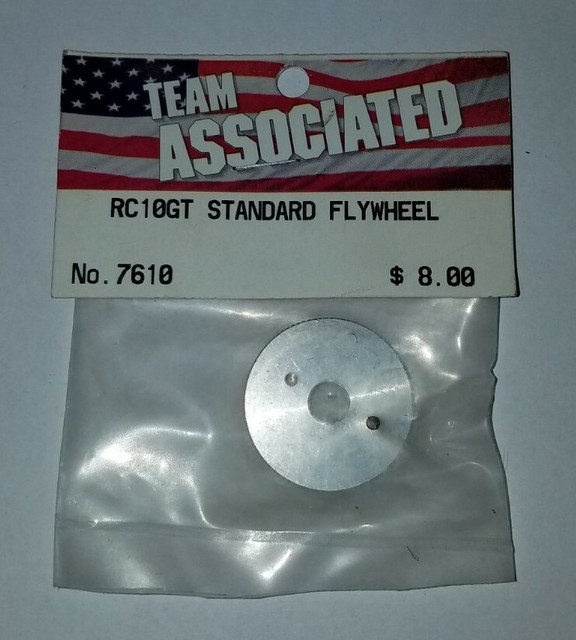 TEAM
ASSOCIATED
RC10GT STANDARD FLYWHEEL
No. 7610 $ 8.00